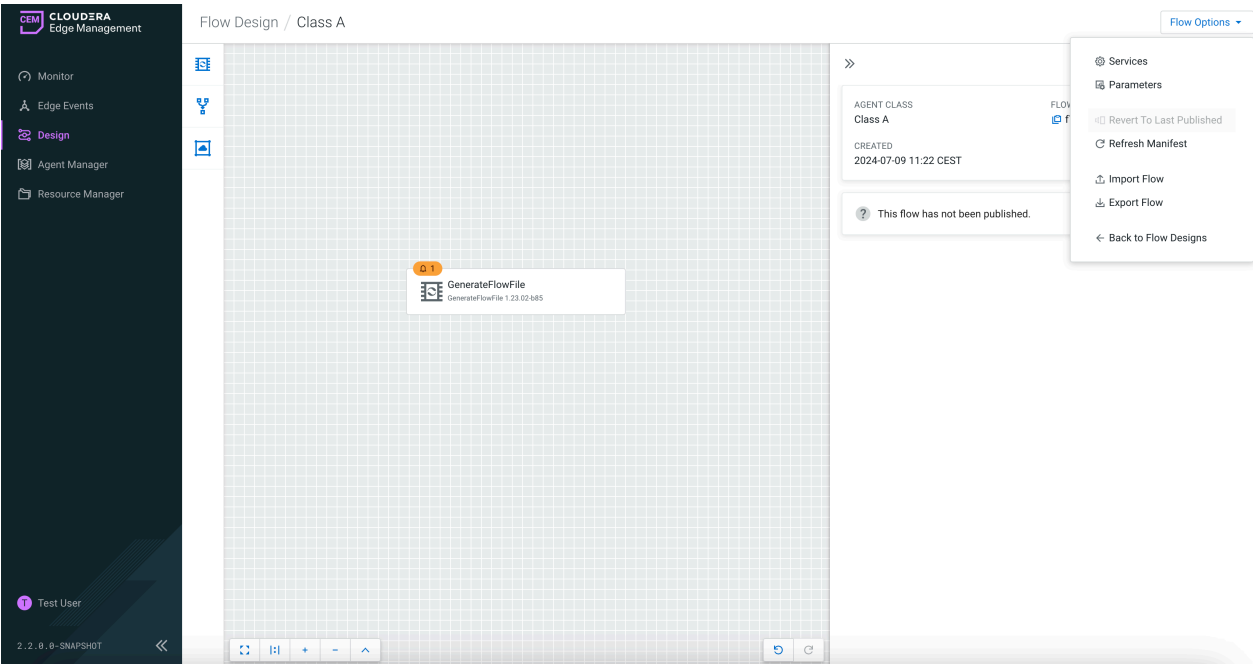 CEM CLOUDERA
Edge Management
Flow Design / Class A
Flow Options
Monitor
Edge Events
Design
Agent Manager
Resource Manager
AGENT CLASS
Class A
CREATED
2024-07-09 11:22 CEST
? This flow has not been published.
Services
Parameters
Revert To Last Published
Refresh Manifest
Import Flow
Export Flow
Back to Flow Designs
1
GenerateFlowFile
GenerateFlowFile 1.23.02-b85
T Test User
2.2.0.0-SNAPSHOT